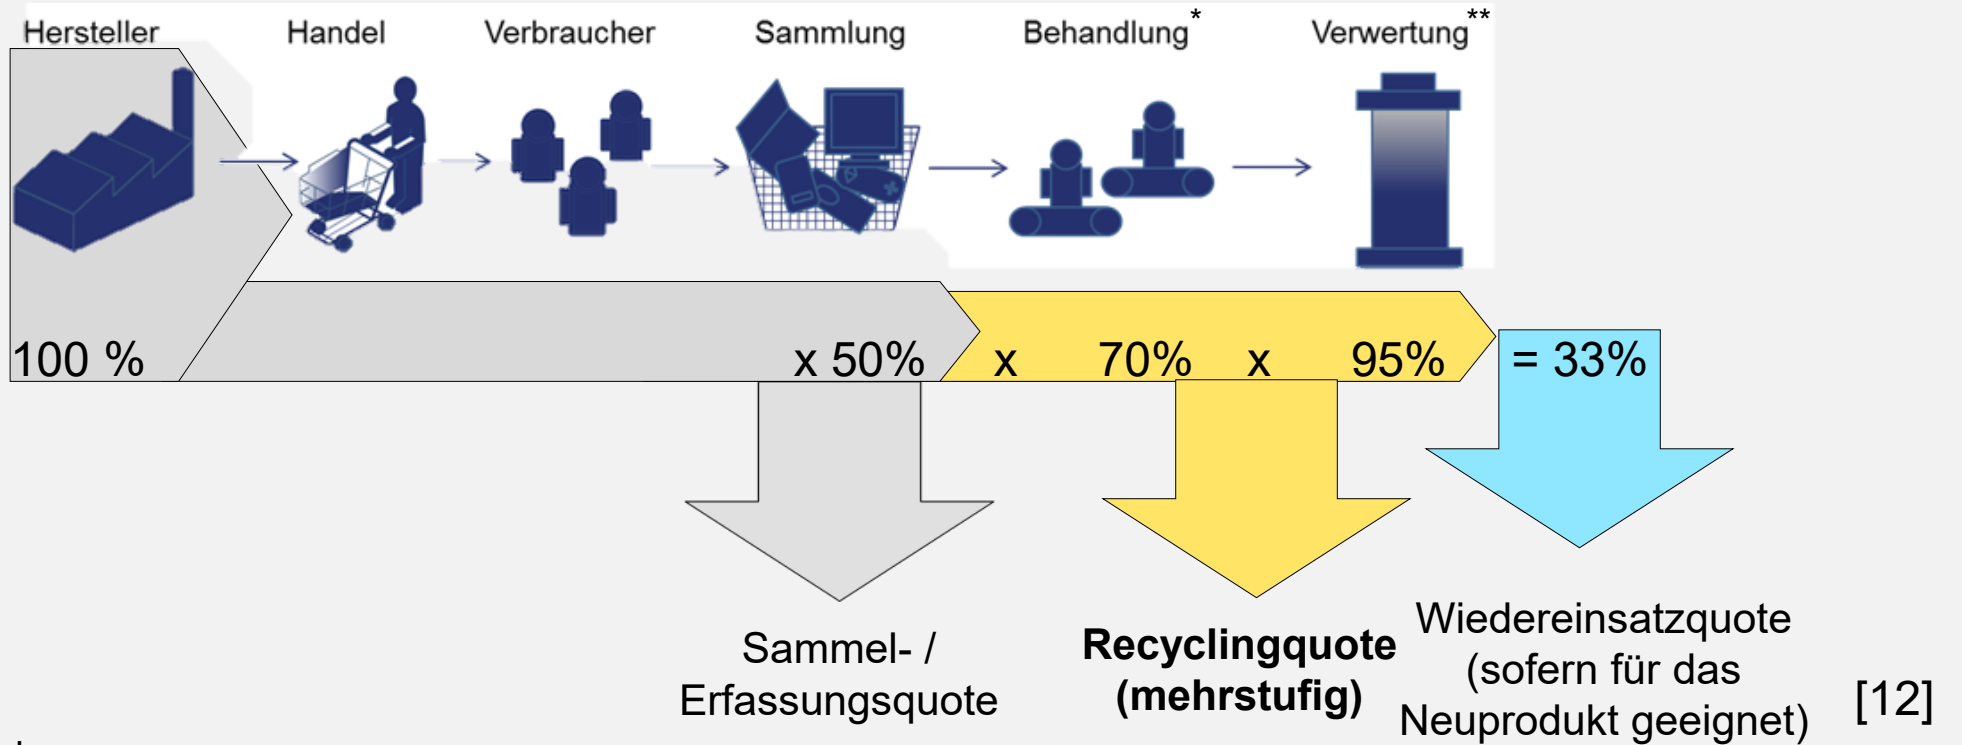 Hersteller Handel Verbraucher Sammlung Behandlung* Verwertung**
100 % x 50% x 70% x 95% = 33%
Sammel- /
Erfassungsquote
Recyclingquote
(mehrstufig)
Wiedereinsatzquote
(sofern für das
Neuprodukt geeignet)
[12]